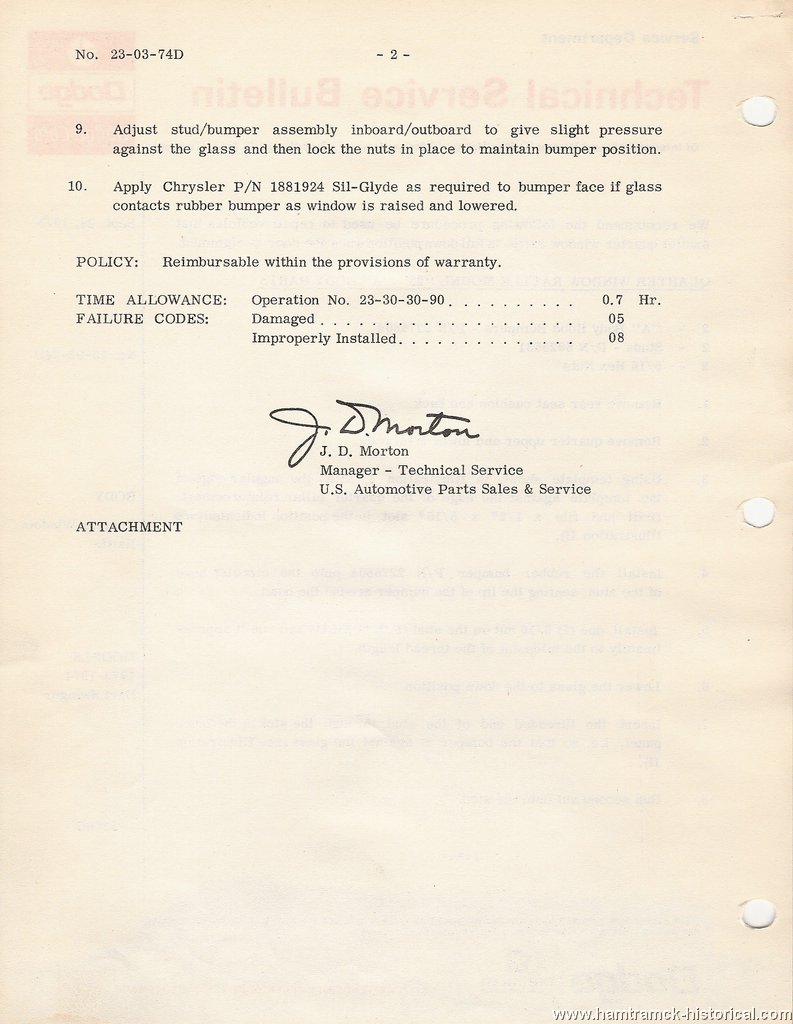 No. 23-03-74D - 2 -
9. Adjust stud/bumper assembly inboard/outboard to give slight pressure
against the glass and then lock the nuts in place to maintain bumper position.
10. Apply Chrysler P/N 1881924 Sil-Glyde as required to bumper face if glass
contacts rubber bumper as window is raised and lowered.
POLICY: Reimbursable within the provisions of warranty.
TIME ALLOWANCE: Operation No. 23-30-30-90. . . . . . . . . . 0.7 Hr.
FAILURE CODES: Damaged . . . . . . . . . . . . . . . . 05
Improperly Installed. . . . . . . . . . . . . 08
J. D. Morton
J. D. Morton
Manager - Technical Service
U.S. Automotive Parts Sales & Service
ATTACHMENT
www.hamtramck-historical.com